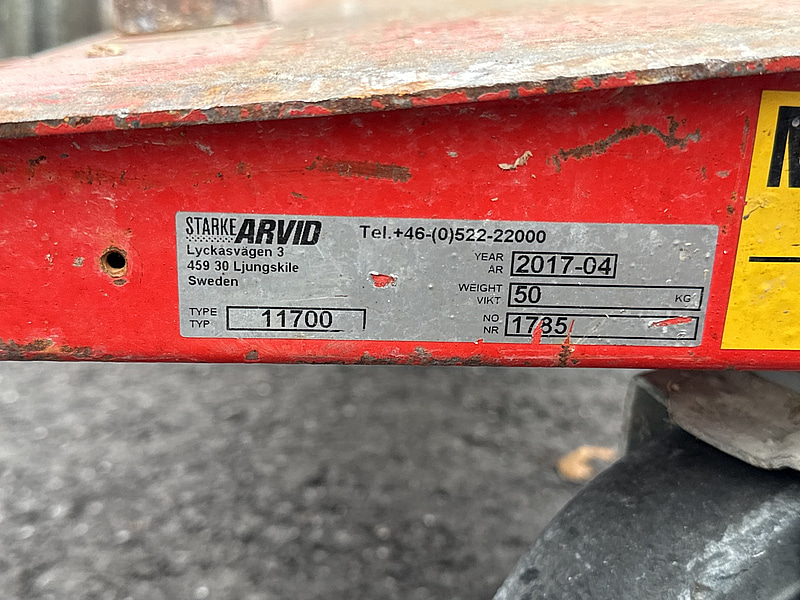 STARKE ARVID
Lyckåsvägen 3
459 30 Ljungskile
Sweden
TYPE
TYP
11700
Tel.+46-(0)522-22000
YEAR
ÅR
2017-04
WEIGHT
VIKT
50
KG
NO
NR
1785